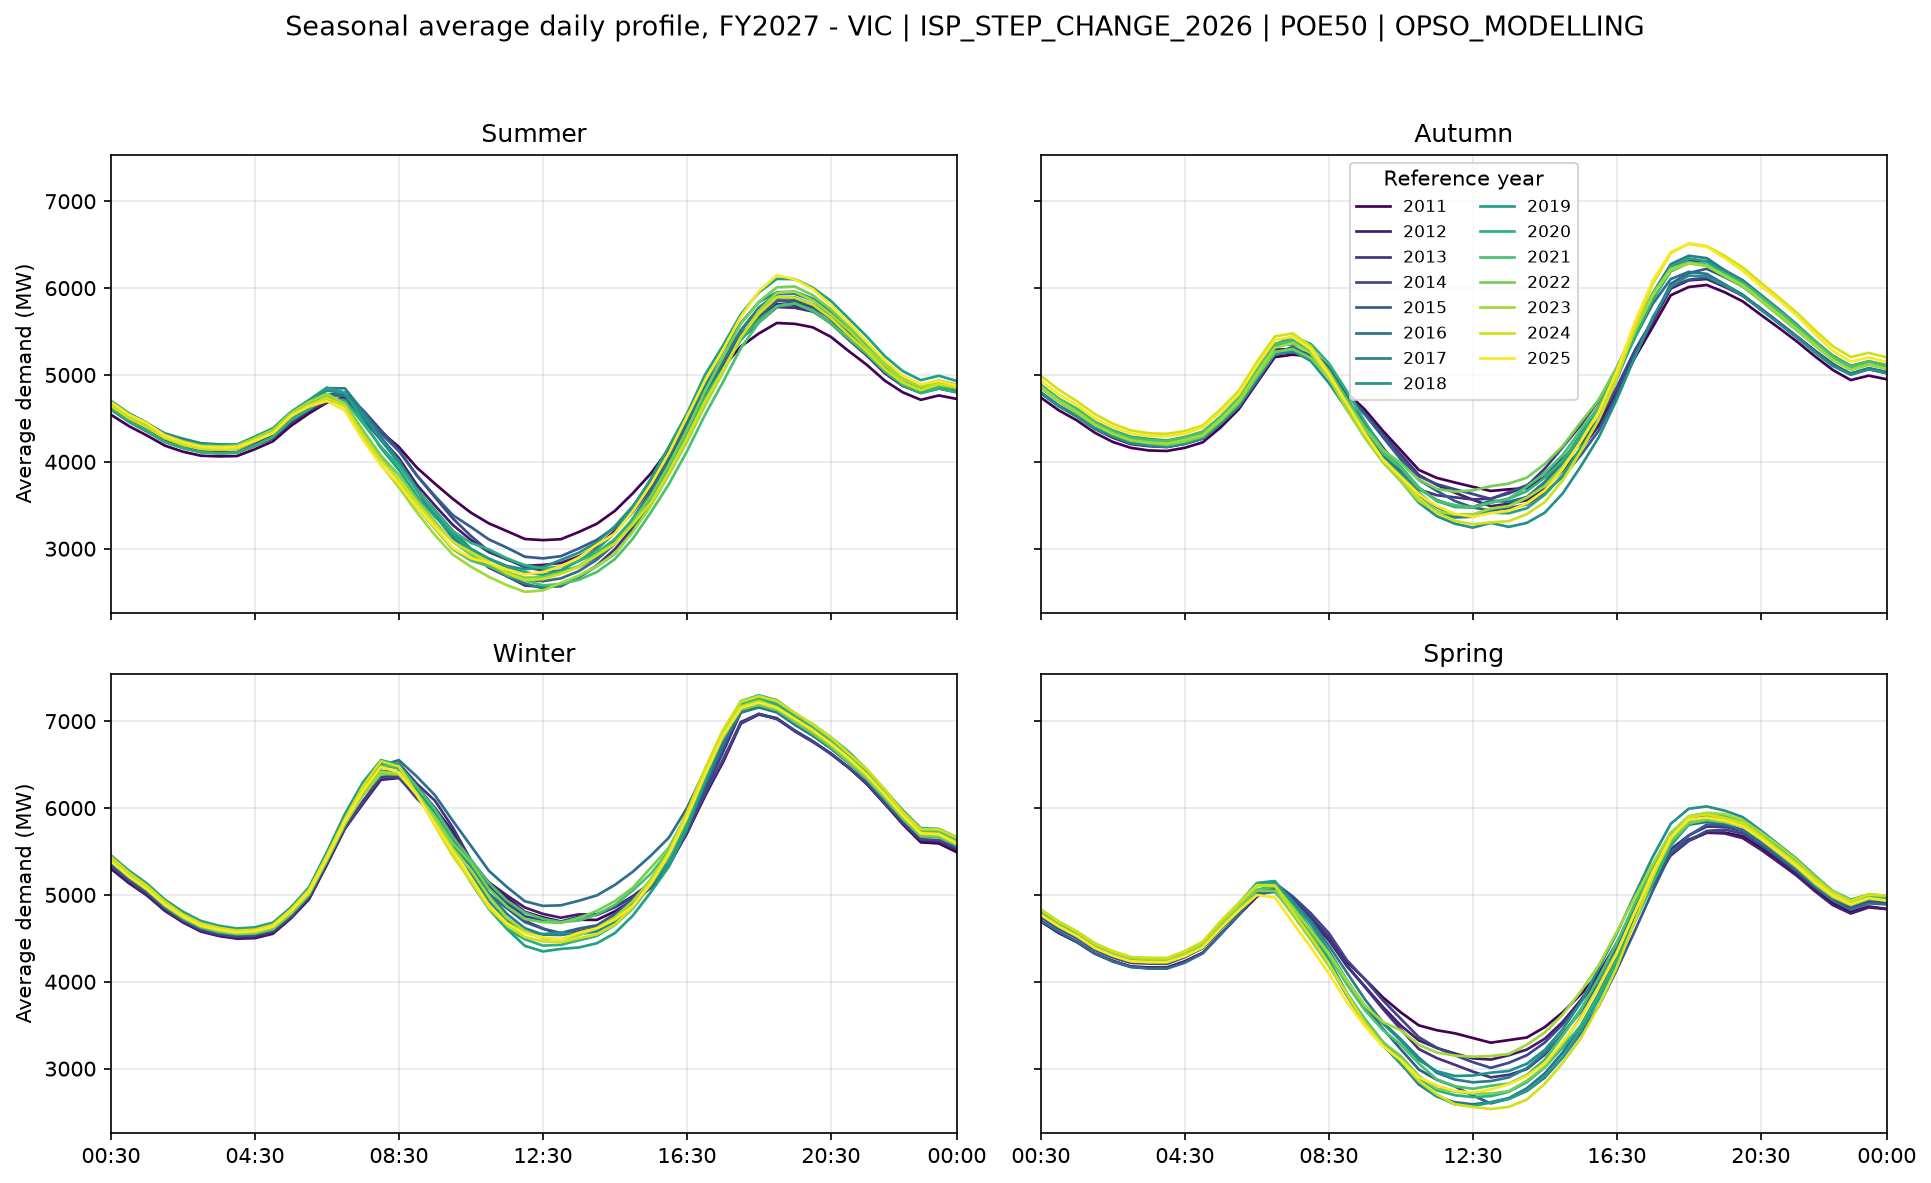 Seasonal average daily profile, FY2027 - VIC | ISP_STEP_CHANGE_2026 | POE50 | OPSO_MODELLING
Summer
Autumn
Average demand (MW)
7000
6000
5000
4000
3000
Reference year
2011 2019
2012 2020
2013 2021
2014 2022
2015 2023
2016 2024
2017 2025
2018
Winter
Spring
Average demand (MW)
7000
6000
5000
4000
3000
00:30 04:30 08:30 12:30 16:30 20:30 00:00
00:30 04:30 08:30 12:30 16:30 20:30 00:00